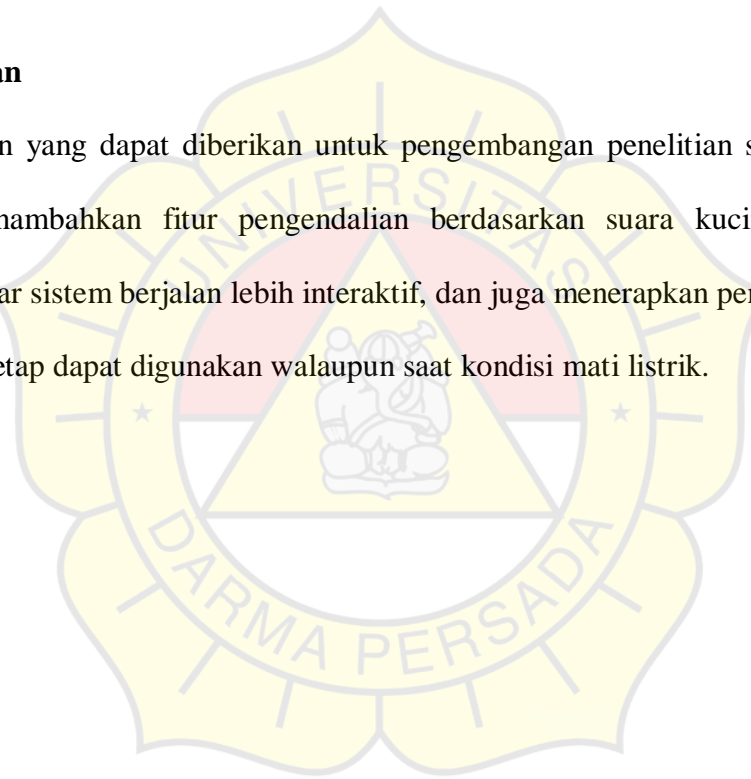 an
n yang dapat diberikan untuk pengembangan penelitian s
nambahkan fitur pengendalian berdasarkan suara kuci
ar sistem berjalan lebih interaktif, dan juga menerapkan per
etap dapat digunakan walaupun saat kondisi mati listrik.
UNIVERSITAS
DARMA PERSADA